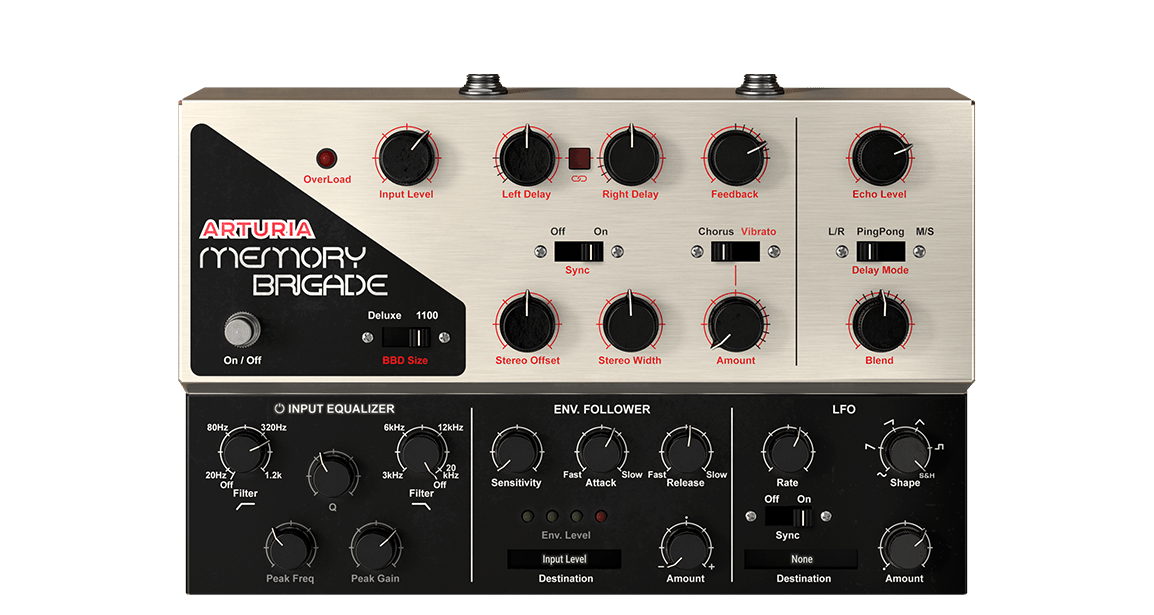 OverLoad
Input Level
Left Delay
Right Delay
Feedback
Echo Level
ARTURIA
MEMORY
BRIGADE
Off On
Sync
Chorus Vibrato
L/R PingPong M/S
Delay Mode
Deluxe 1100
BBD Size
On / Off
Stereo Offset
Stereo Width
Amount
Blend
INPUT EQUALIZER
80Hz 320Hz
20Hz 1.2k
Off
Filter
Q
6kHz 12kHz
3kHz 20
kHz
Off
Filter
Peak Freq
Peak Gain
ENV. FOLLOWER
Sensitivity
Fast Slow
Attack
Fast Slow
Release
Env. Level
Input Level
Destination
- +
Amount
LFO
Rate
S&H
Shape
Off On
Sync
None
Destination
- +
Amount